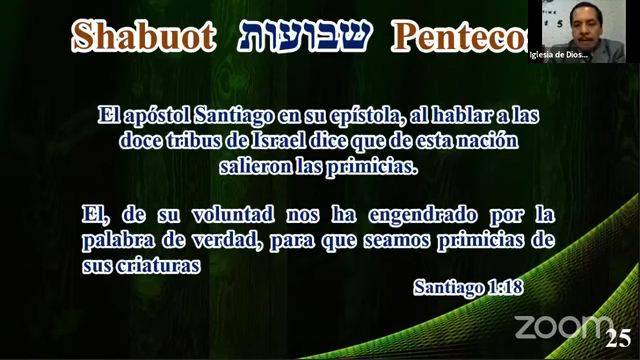 Shabuot שבועות Pentecos
Iglesia de Dios...
El apóstol Santiago en su epístola, al hablar a las
doce tribus de Israel dice que de esta nación
salieron las primicias.
El, de su voluntad nos ha engendrado por la
palabra de verdad, para que seamos primicias de
sus criaturas
Santiago 1:18
zoom
25